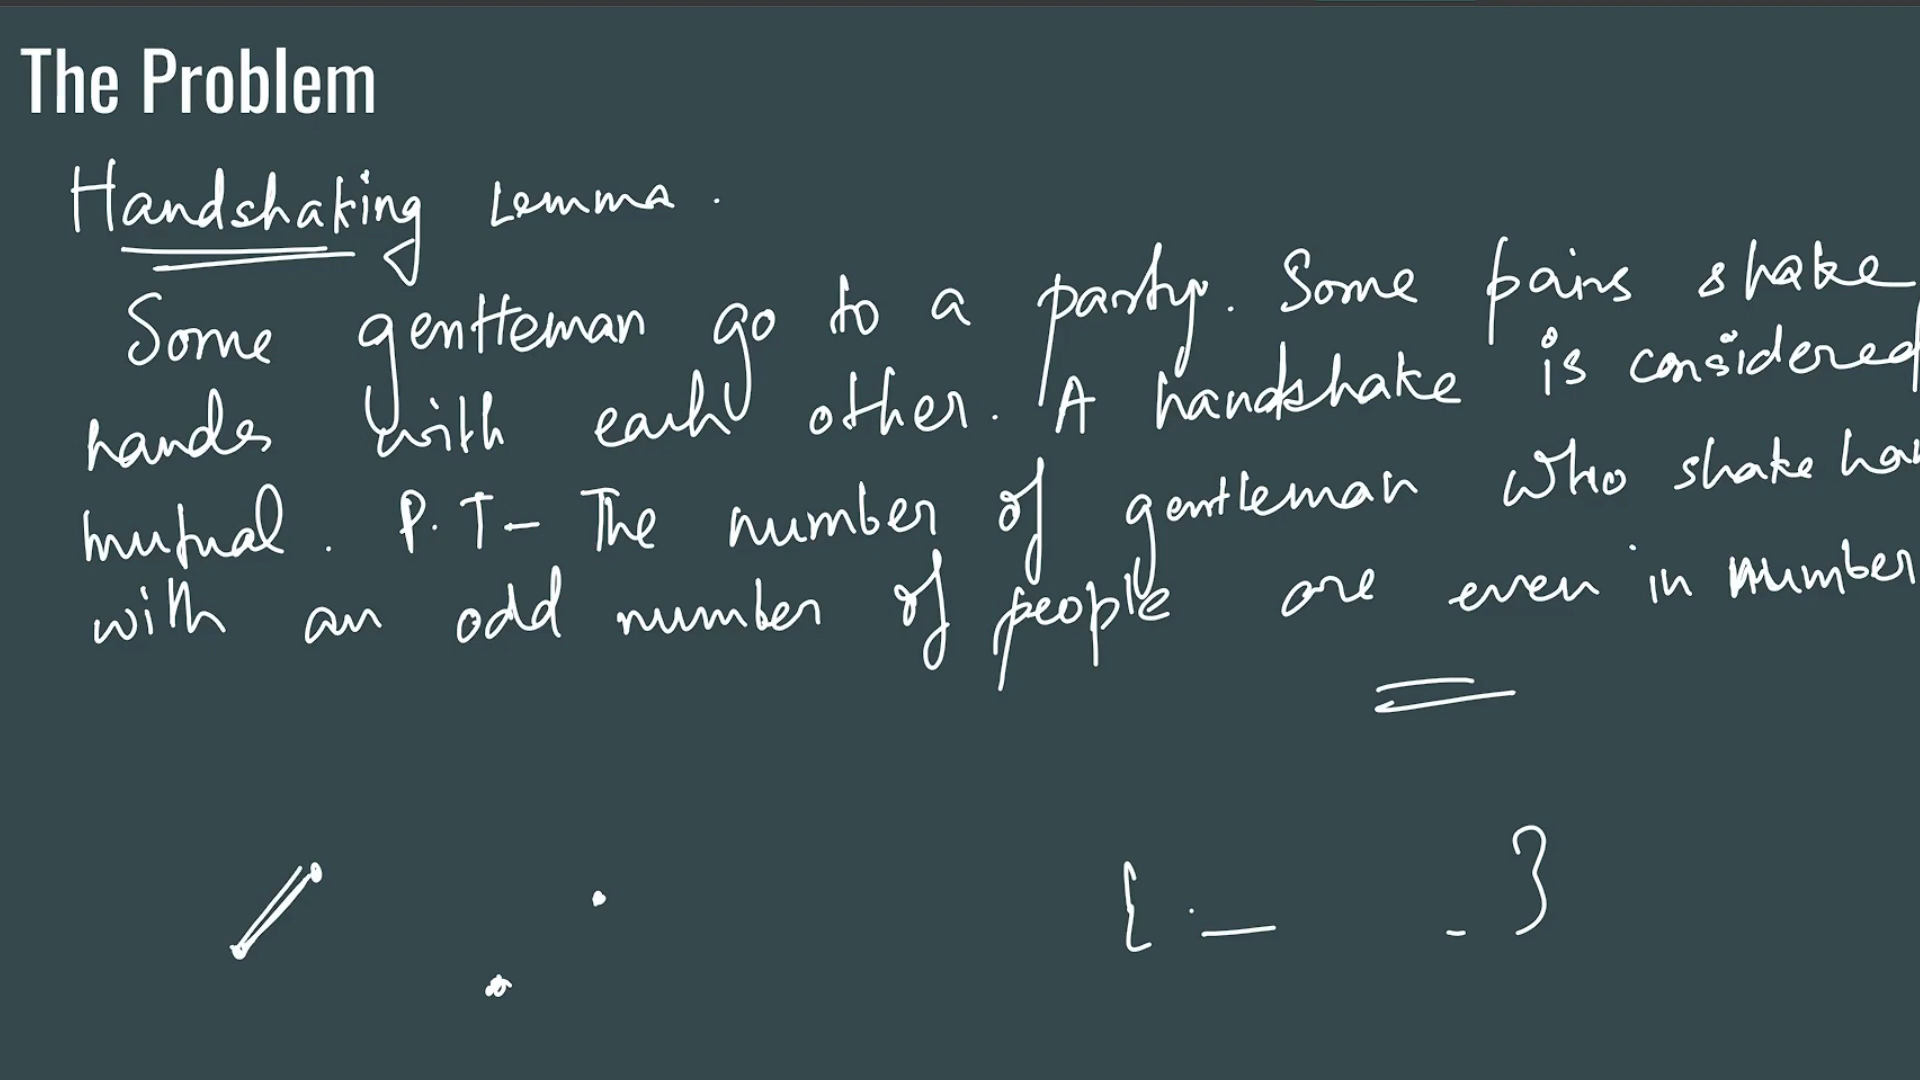 The Problem
Handshaking Lemma.
Some gentleman go to a party. Some pairs shake
hands with each other. A handshake is considered
mutual. P.T- The number of gentleman who shake han
with an odd number of people are even in number
{ . _ - }